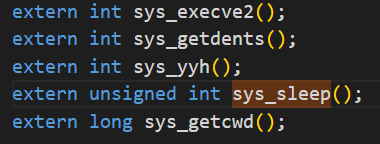 extern int sys_execve2();
extern int sys_getdents();
extern int sys_yyh();
extern unsigned int sys_sleep();
extern long sys_getcwd();